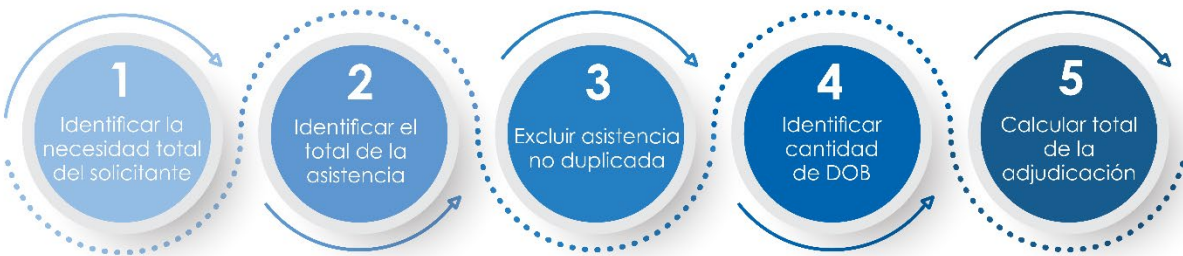 1
Identificar la
necesidad total
del solicitante
2
Identificar el
total de la
asistencia
3
Excluir asistencia
no duplicada
4
Identificar
cantidad
de DOB
5
Calcular total
de la
adjudicación